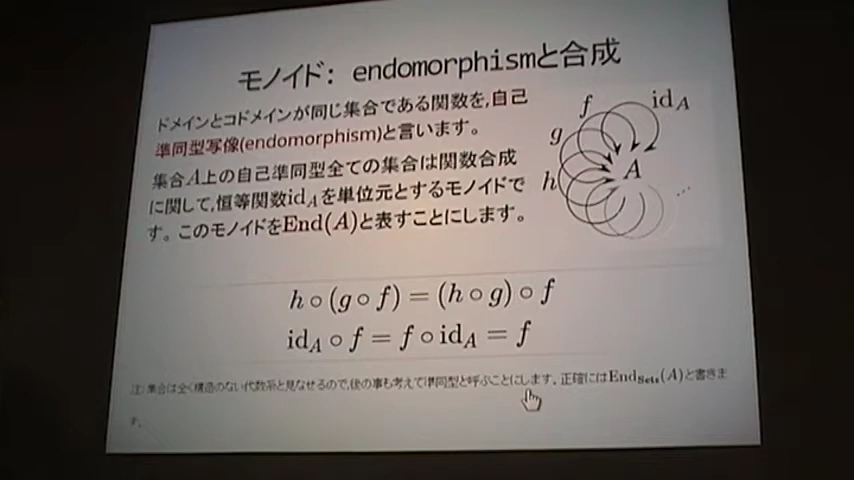 モノイド: endomorphismと合成
ドメインとコドメインが同じ集合である関数を,自己
準同型写像(endomorphism)と言います。
集合A上の自己準同型全ての集合は関数合成
に関して,恒等関数id_Aを単位元とするモノイドで
す。このモノイドをEnd(A)と表すことにします。
f
id_A
g
A
h
...
h ∘ (g ∘ f) = (h ∘ g) ∘ f
id_A ∘ f = f ∘ id_A = f
注: 集合は全く構造のない代数系と見なせるので,後の事も考えて準同型と呼ぶことにします。正確にはEnd_Sets(A)と書きま
す。